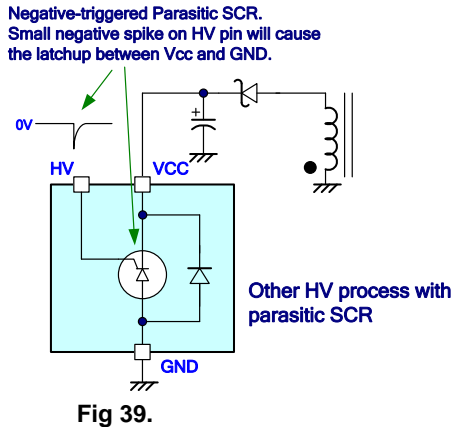 Negative-triggered Parasitic SCR.
Small negative spike on HV pin will cause
the latchup between Vcc and GND.
+
0V
HV
VCC
Other HV process with
parasitic SCR
GND
Fig 39.